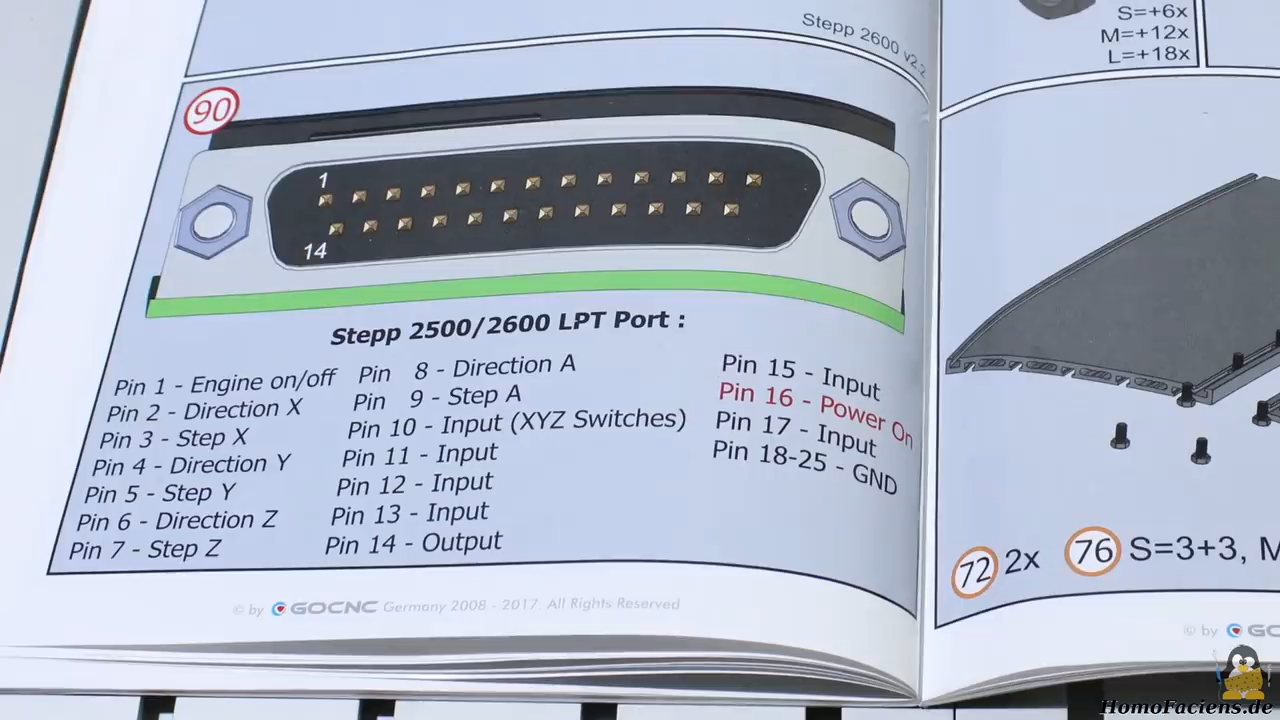 Stepp 2600 v2.2
90
1
14
Stepp 2500/2600 LPT Port :
Pin 1 - Engine on/off
Pin 2 - Direction X
Pin 3 - Step X
Pin 4 - Direction Y
Pin 5 - Step Y
Pin 6 - Direction Z
Pin 7 - Step Z
Pin 8 - Direction A
Pin 9 - Step A
Pin 10 - Input (XYZ Switches)
Pin 11 - Input
Pin 12 - Input
Pin 13 - Input
Pin 14 - Output
Pin 15 - Input
Pin 16 - Power On
Pin 17 - Input
Pin 18-25 - GND
© by GOCNC Germany 2008 - 2017 All Rights Reserved
S=+6x
M=+12x
L=+18x
72 2x 76 S=3+3, M
© by GC
HomoFaciens.de